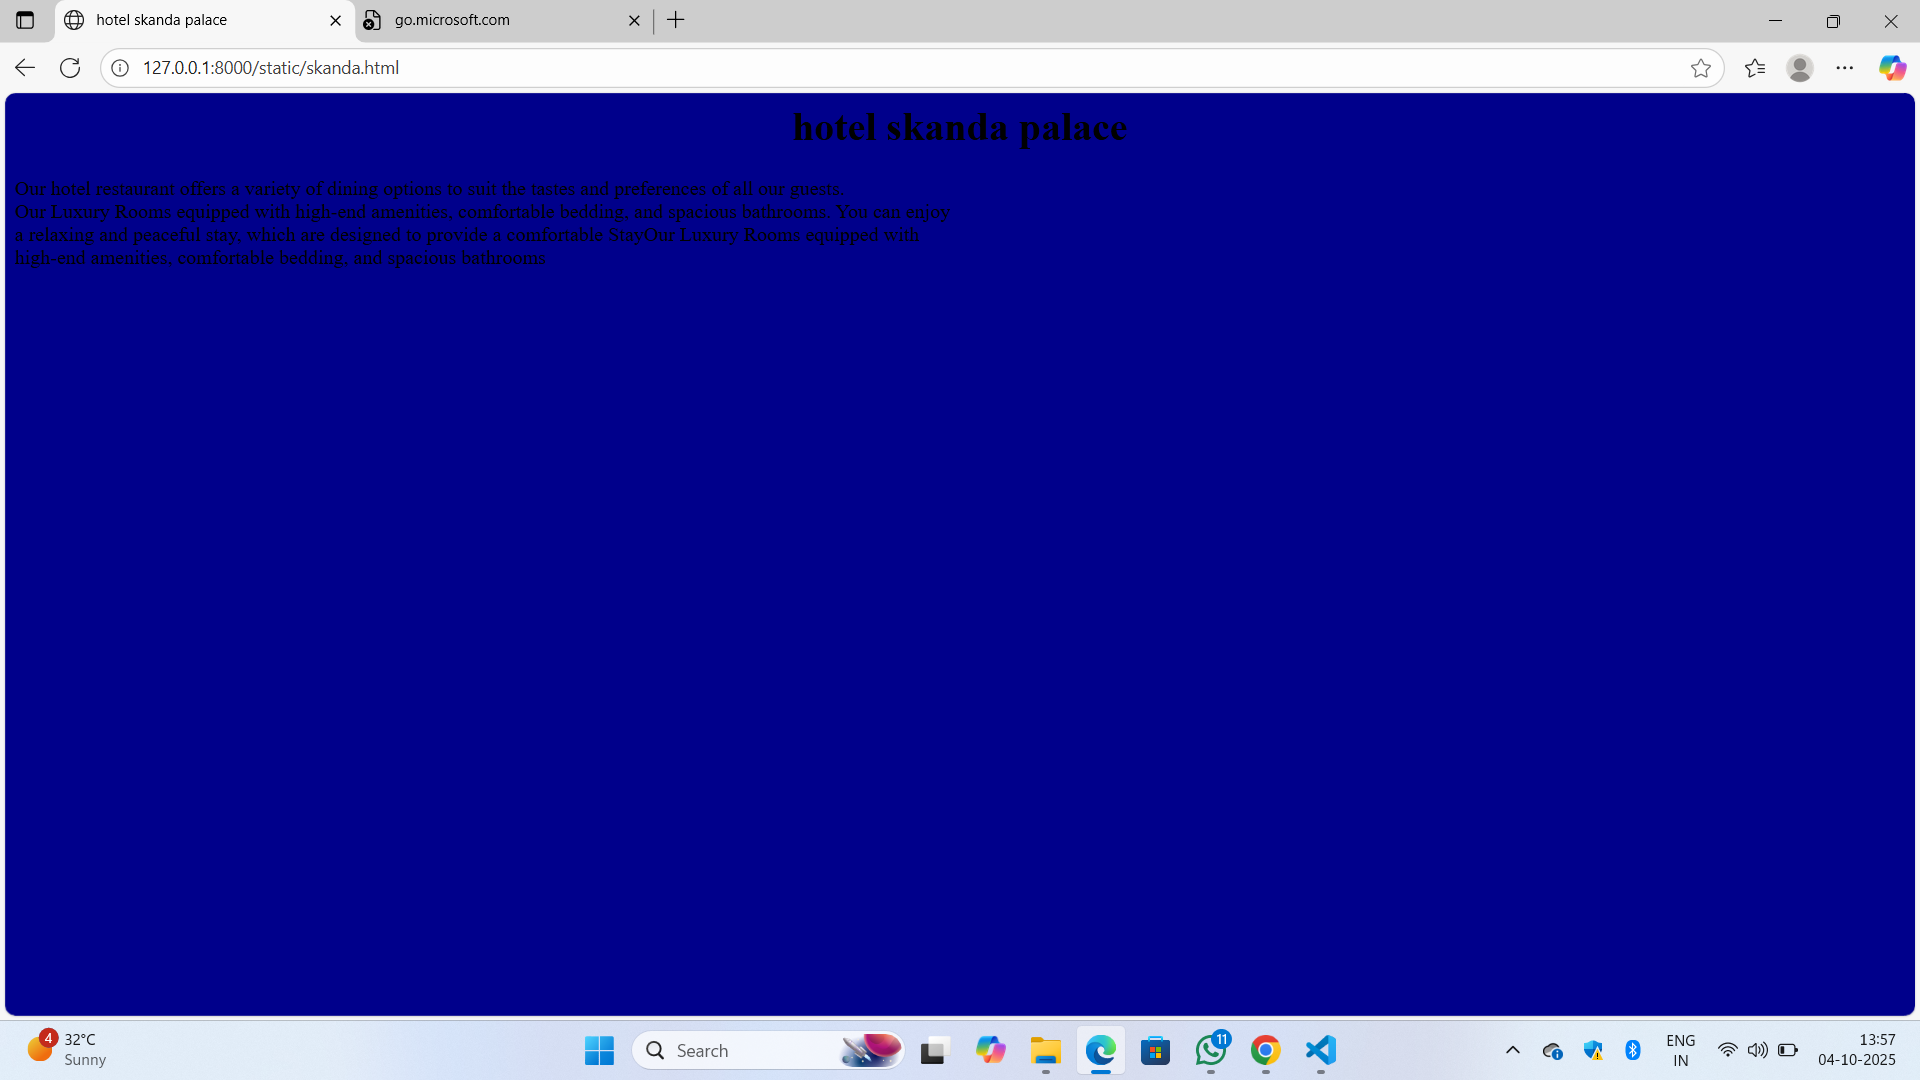 hotel skanda palace
go.microsoft.com
127.0.0.1:8000/static/skanda.html
hotel skanda palace
Our hotel restaurant offers a variety of dining options to suit the tastes and preferences of all our guests.
Our Luxury Rooms equipped with high-end amenities, comfortable bedding, and spacious bathrooms. You can enjoy
a relaxing and peaceful stay, which are designed to provide a comfortable StayOur Luxury Rooms equipped with
high-end amenities, comfortable bedding, and spacious bathrooms
4
32°C
Sunny
Search
11
ENG
IN
13:57
04-10-2025